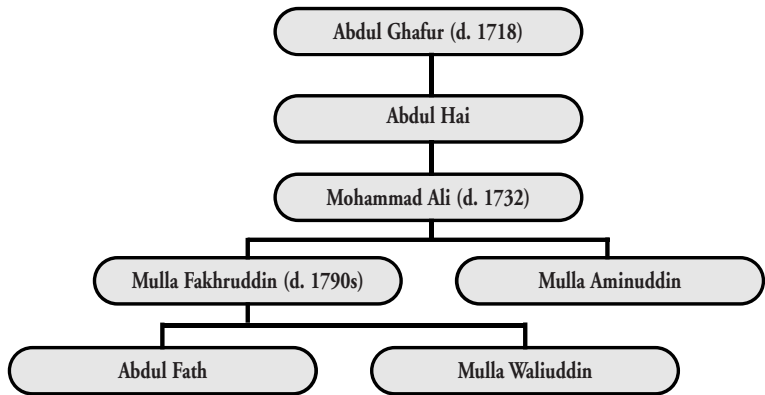 Abdul Ghafur (d. 1718)
Abdul Hai
Mohammad Ali (d. 1732)
Mulla Fakhruddin (d. 1790s)
Mulla Aminuddin
Abdul Fath
Mulla Waliuddin